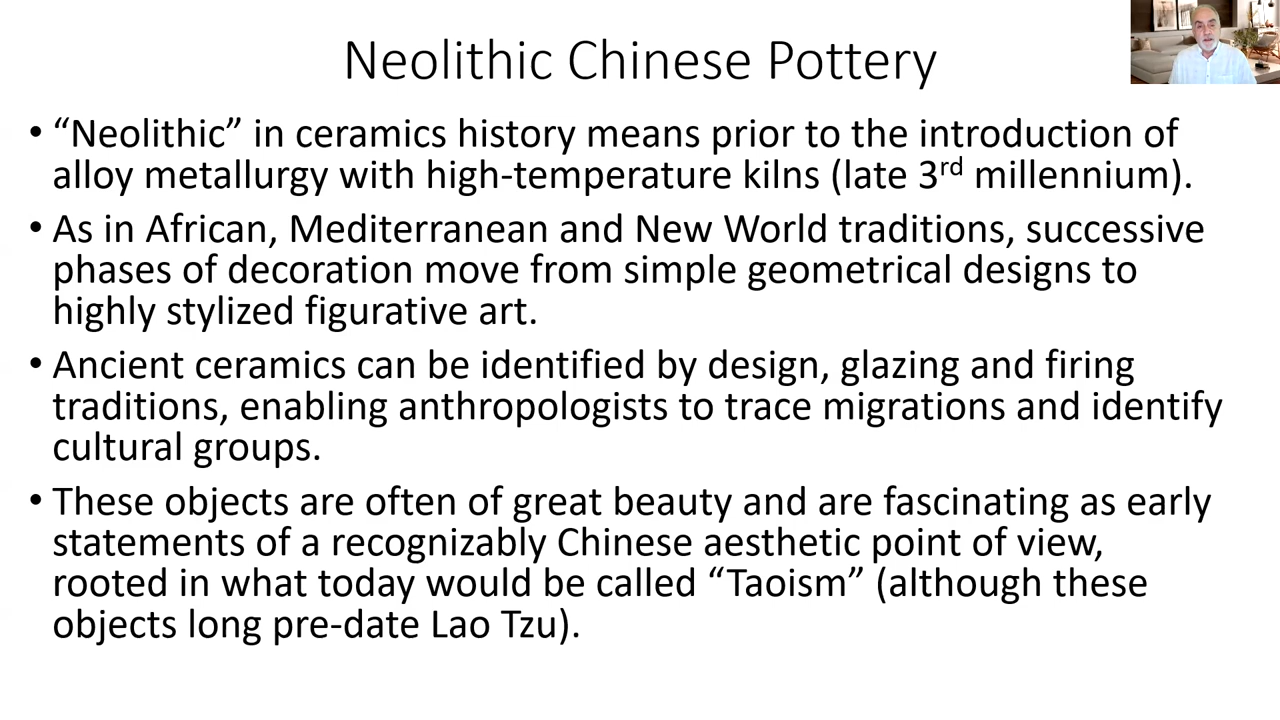 Neolithic Chinese Pottery
• “Neolithic” in ceramics history means prior to the introduction of
alloy metallurgy with high-temperature kilns (late 3rd millennium).
• As in African, Mediterranean and New World traditions, successive
phases of decoration move from simple geometrical designs to
highly stylized figurative art.
• Ancient ceramics can be identified by design, glazing and firing
traditions, enabling anthropologists to trace migrations and identify
cultural groups.
• These objects are often of great beauty and are fascinating as early
statements of a recognizably Chinese aesthetic point of view,
rooted in what today would be called “Taoism” (although these
objects long pre-date Lao Tzu).